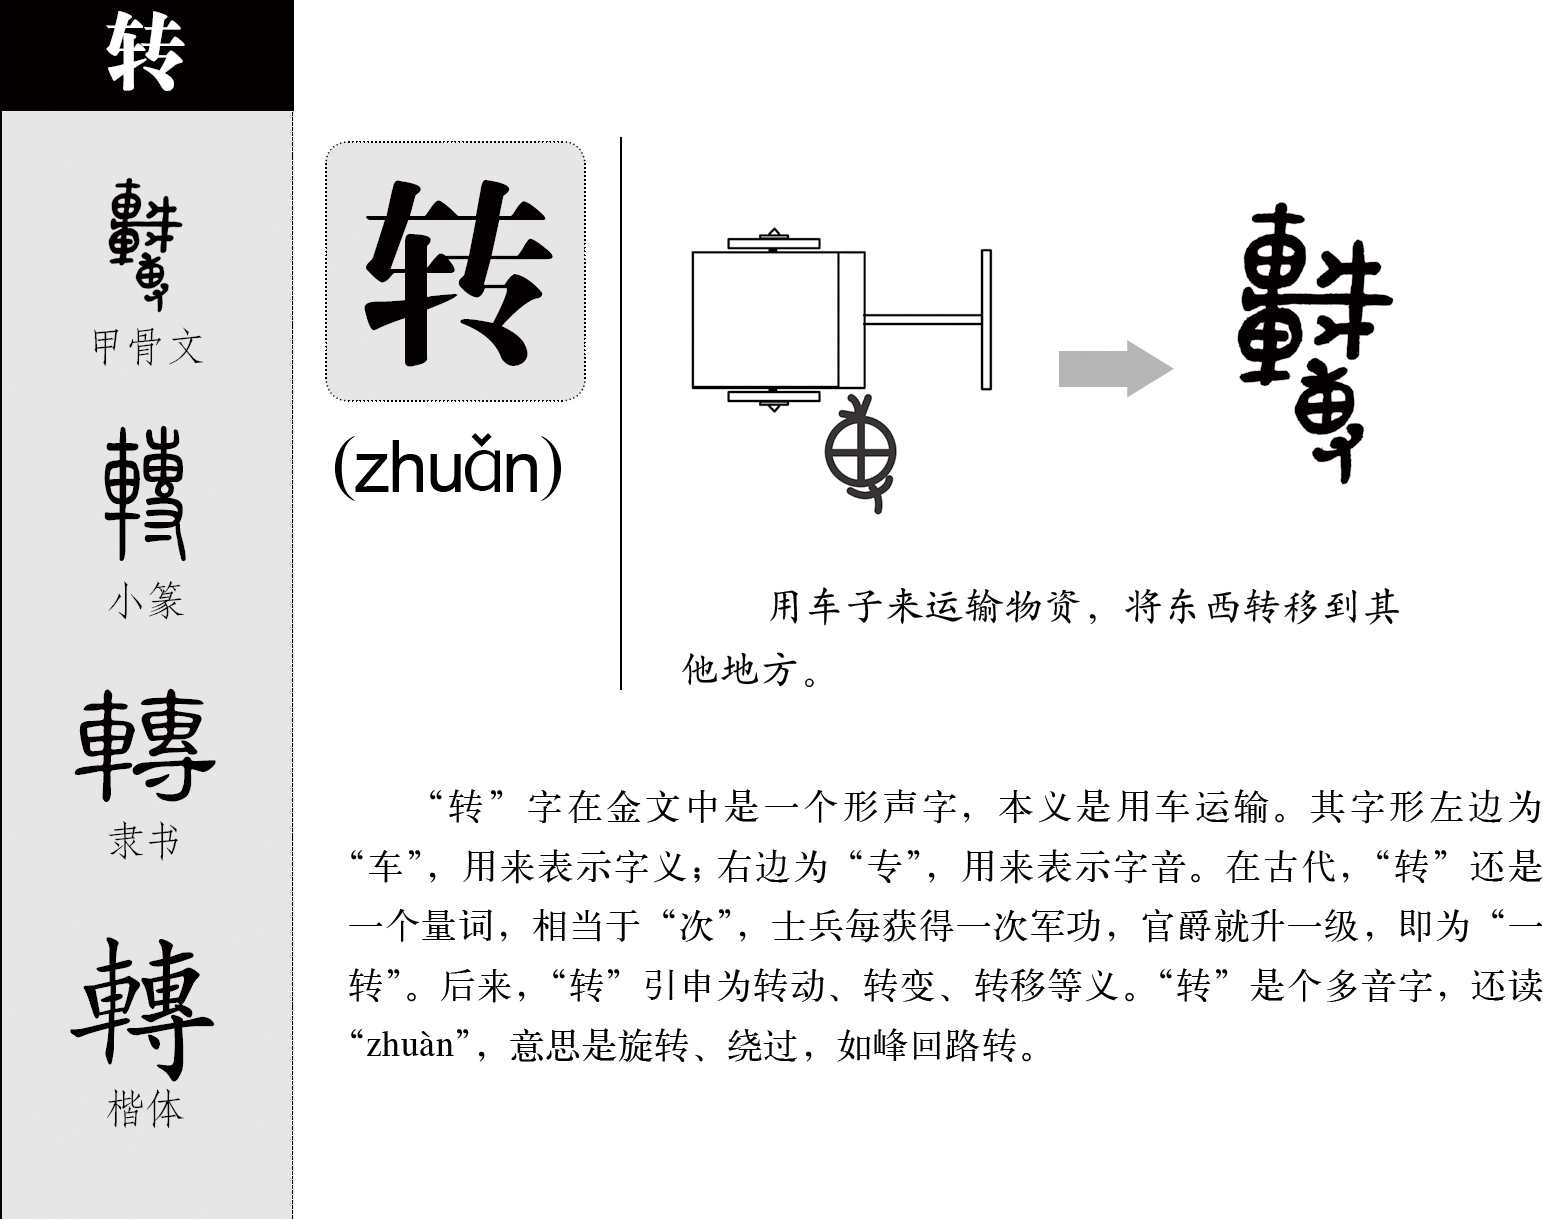 转
甲骨文
轉
小篆
轉
隶书
轉
楷体
转
(zhuǎn)
用车子来运输物资，将东西转移到其
他地方。
“转”字在金文中是一个形声字，本义是用车运输。其字形左边为
“车”，用来表示字义；右边为“专”，用来表示字音。在古代，“转”还是
一个量词，相当于“次”，士兵每获得一次军功，官爵就升一级，即为“一
转”。后来，“转”引申为转动、转变、转移等义。“转”是个多音字，还读
“zhuàn”，意思是旋转、绕过，如峰回路转。